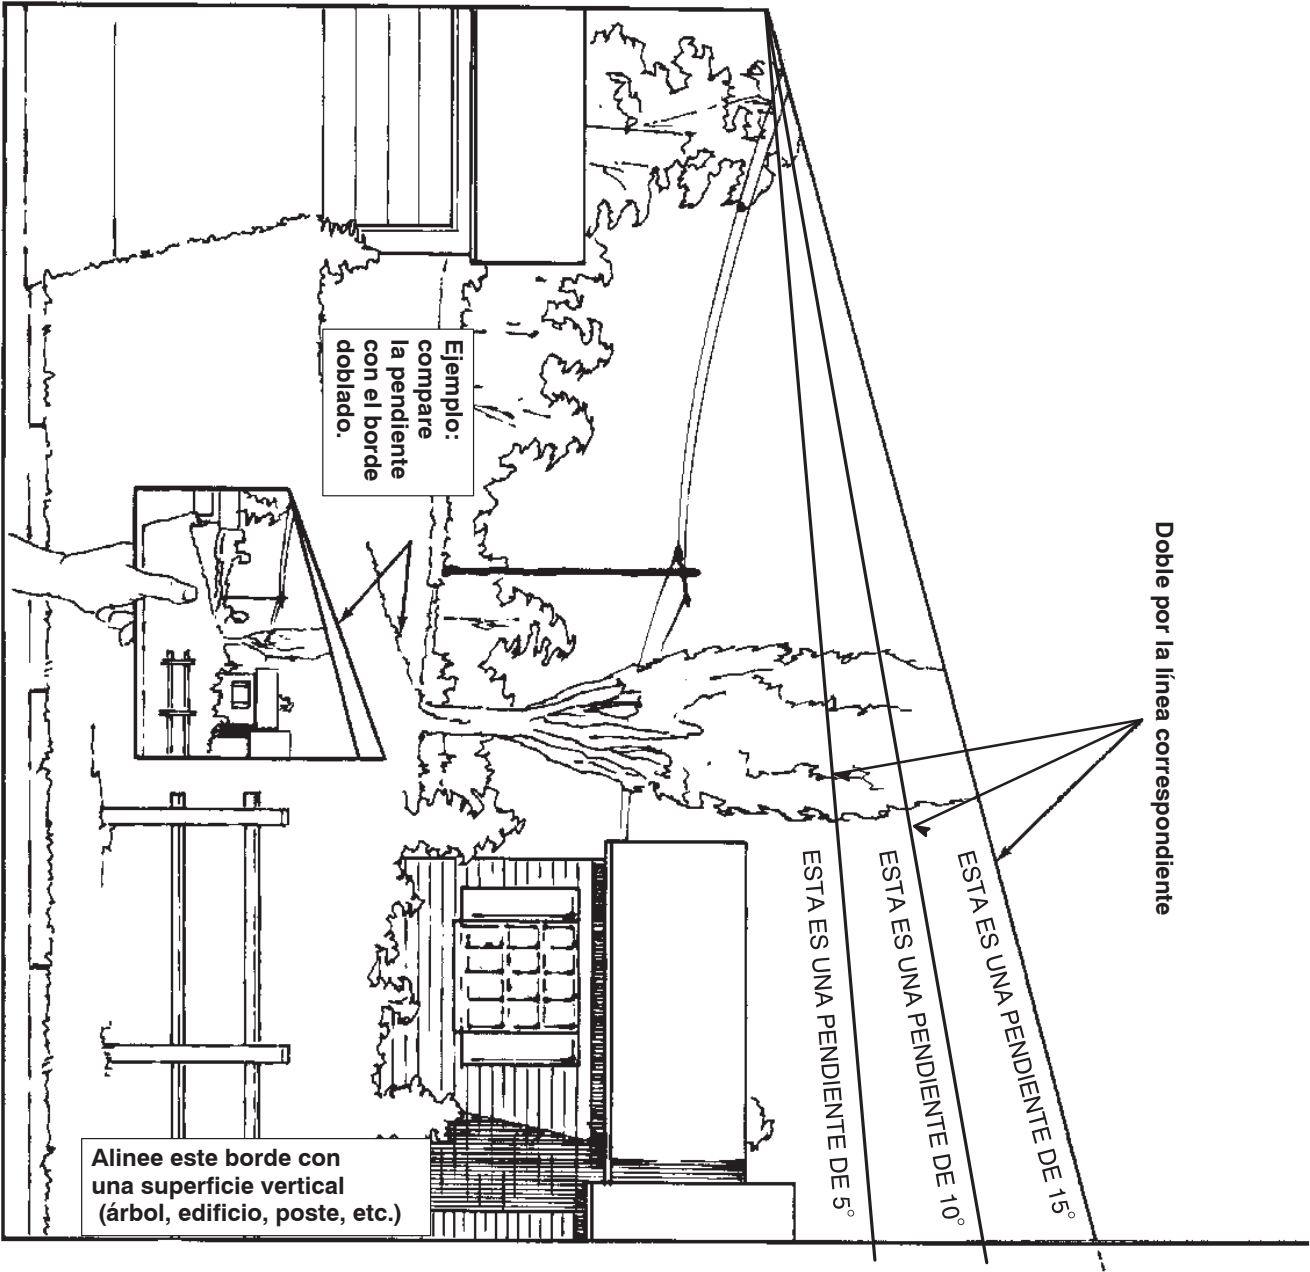 Doble por la línea correspondiente
ESTA ES UNA PENDIENTE DE 15°
ESTA ES UNA PENDIENTE DE 10°
ESTA ES UNA PENDIENTE DE 5°
Ejemplo:
compare
la pendiente
con el borde
doblado.
Alinee este borde con
una superficie vertical
(árbol, edificio, poste, etc.)